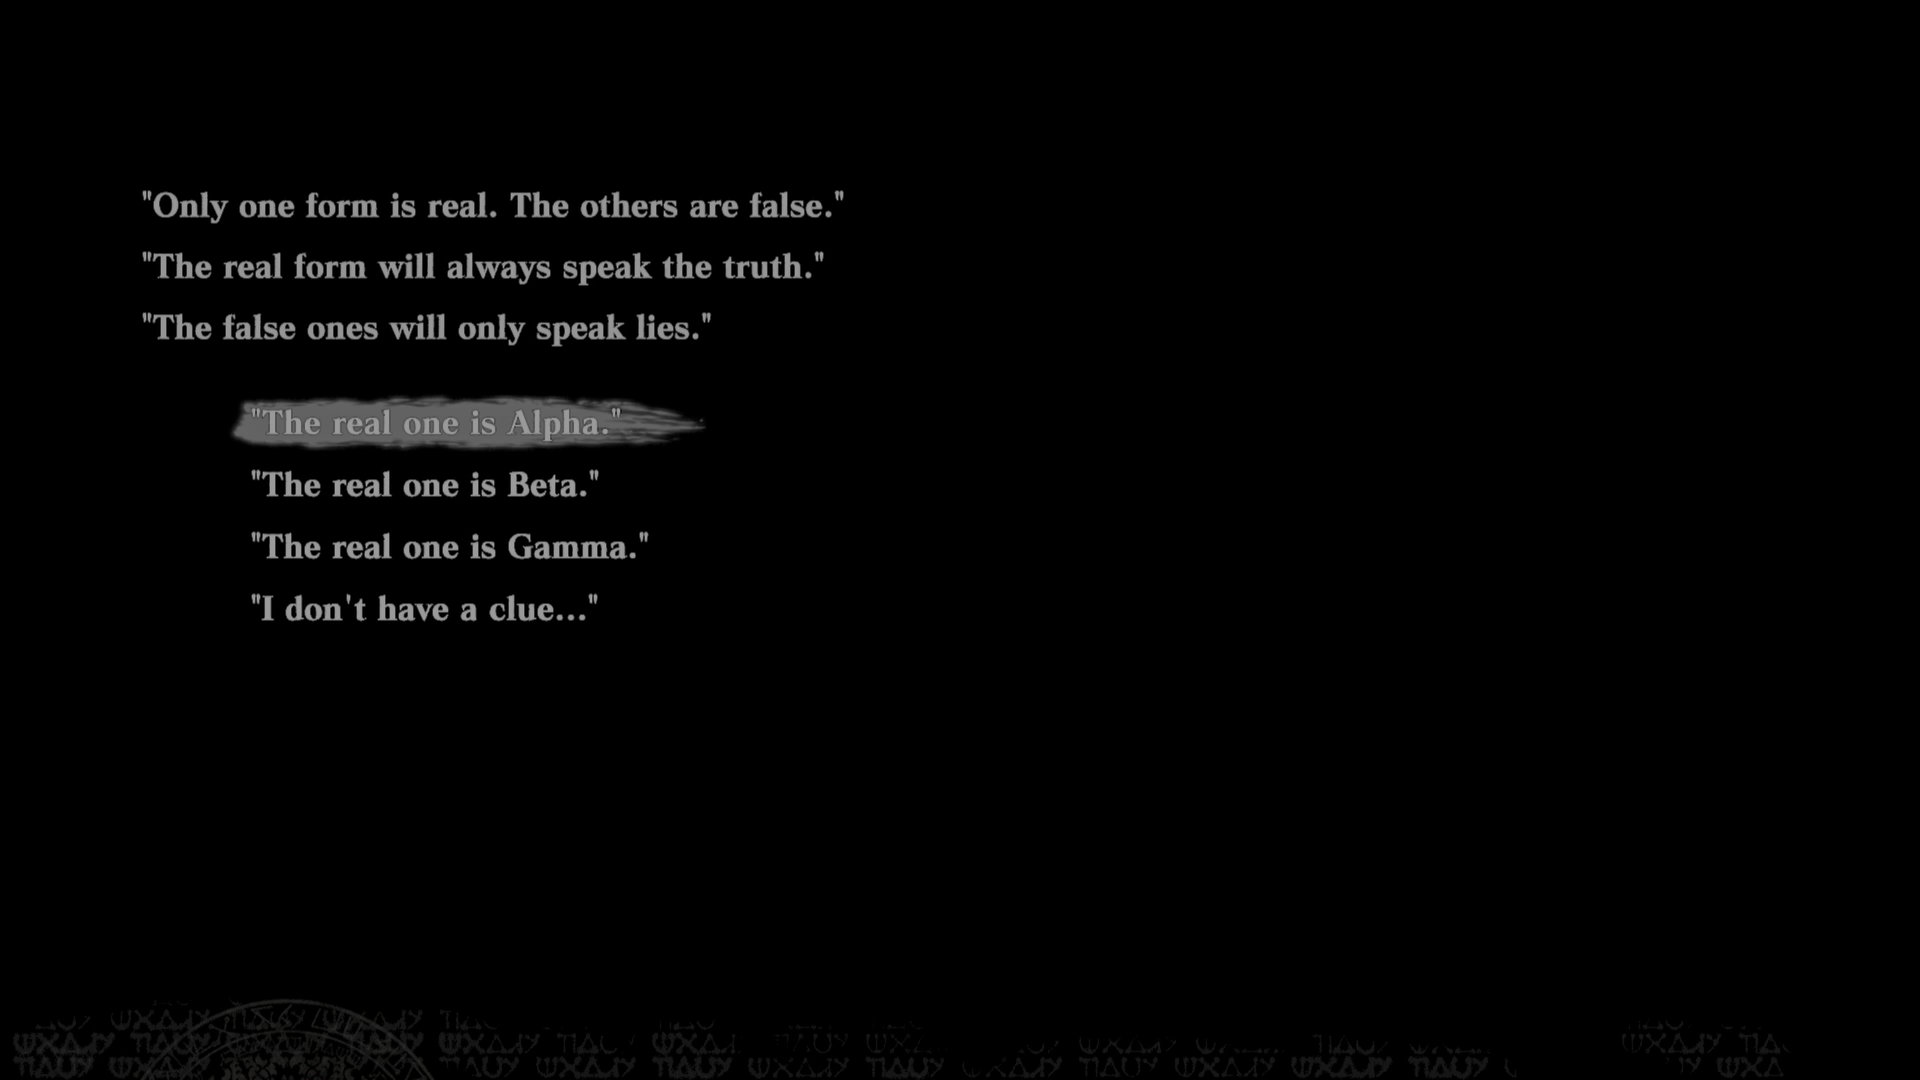 "Only one form is real. The others are false."
"The real form will always speak the truth."
"The false ones will only speak lies."
"The real one is Alpha."
"The real one is Beta."
"The real one is Gamma."
"I don't have a clue..."